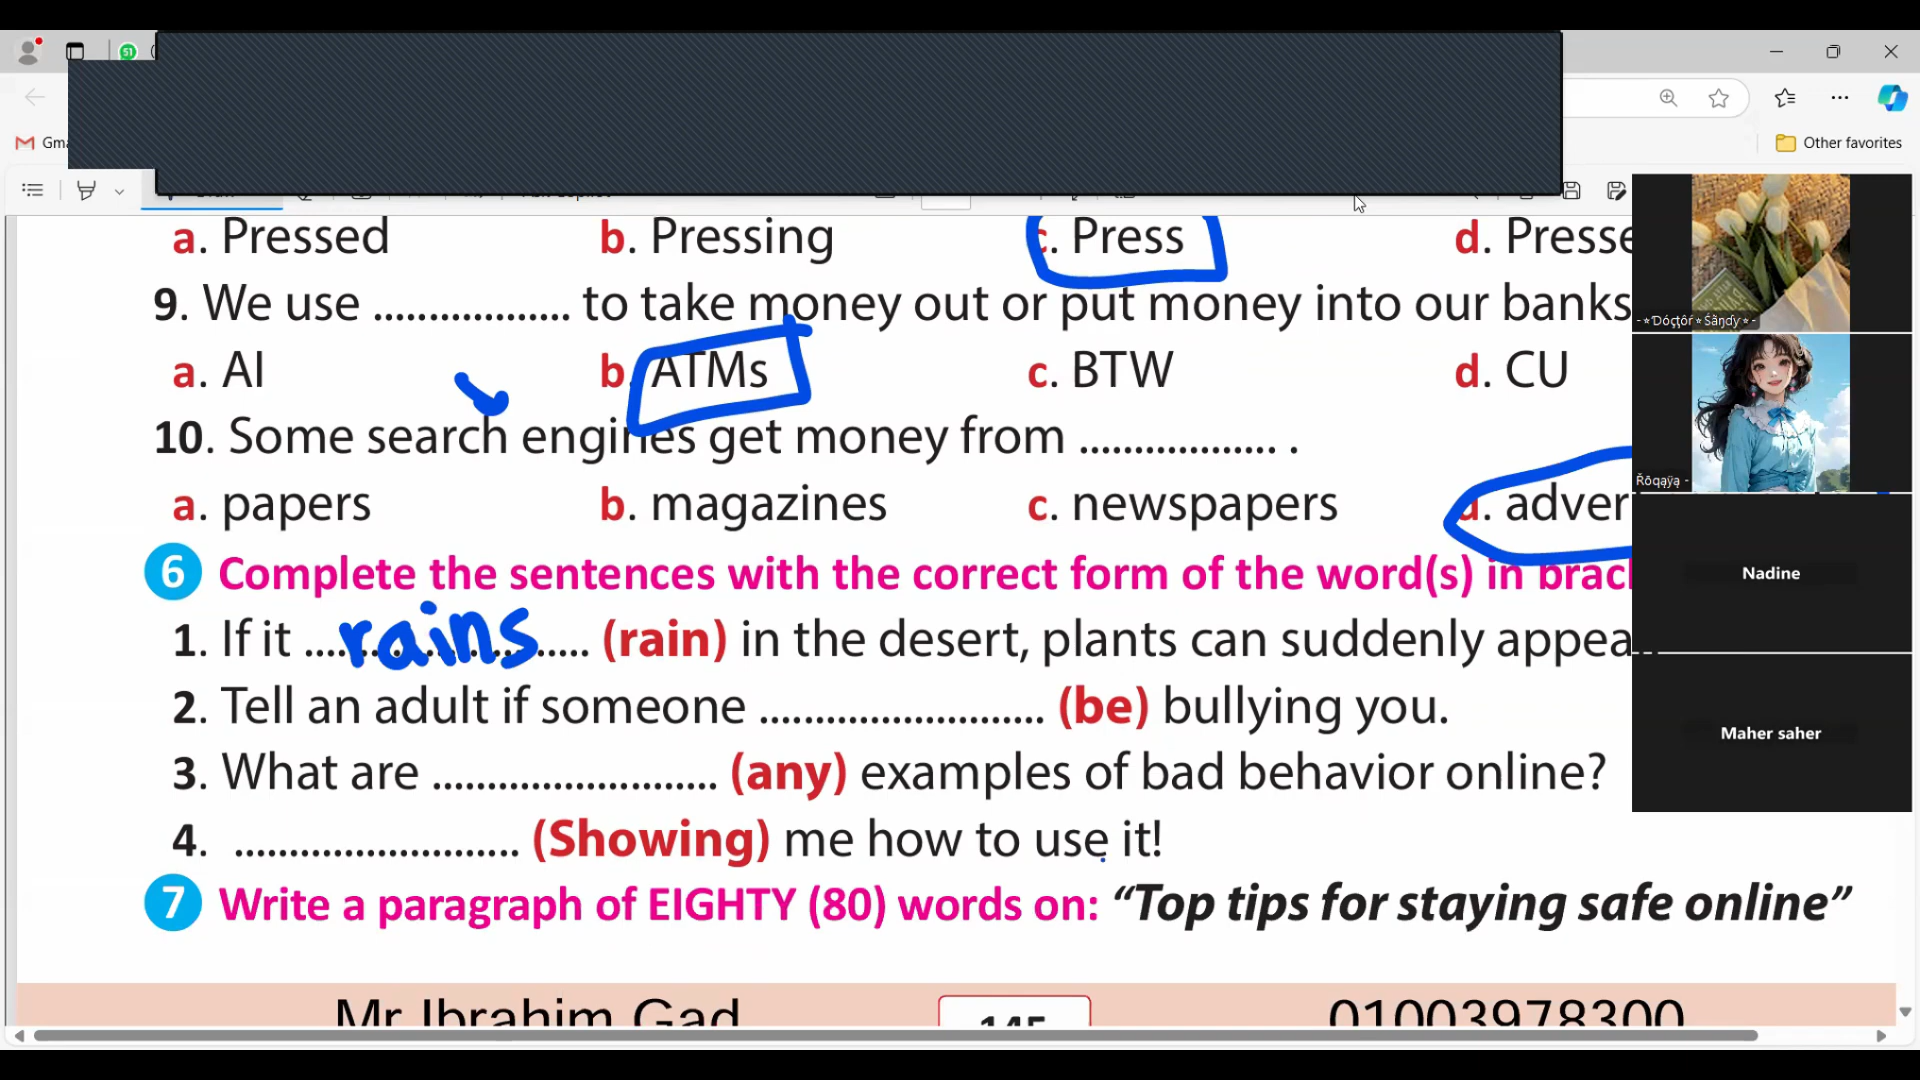 51
Gma
Other favorites
a. Pressed b. Pressing c. Press d. Presse
9. We use .................. to take money out or put money into our banks
a. AI b. ATMs c. BTW d. CU
10. Some search engines get money from .................. .
a. papers b. magazines c. newspapers d. adver
6 Complete the sentences with the correct form of the word(s) in brac
1. If it .... rains ..... (rain) in the desert, plants can suddenly appea
2. Tell an adult if someone .......................... (be) bullying you.
3. What are .......................... (any) examples of bad behavior online?
4. .......................... (Showing) me how to use it!
7 Write a paragraph of EIGHTY (80) words on: “Top tips for staying safe online”
Mr Ibrahim Gad 145 01003978300
Nadine
Maher saher